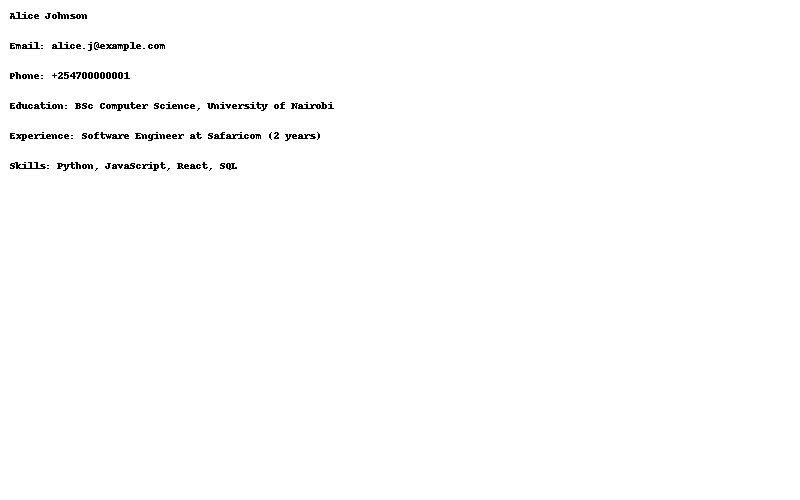 Alice Johnson
Email: alice.j@example.com
Phone: +254700000001
Education: BSc Computer Science, University of Nairobi
Experience: Software Engineer at Safaricom (2 years)
Skills: Python, JavaScript, React, SQL